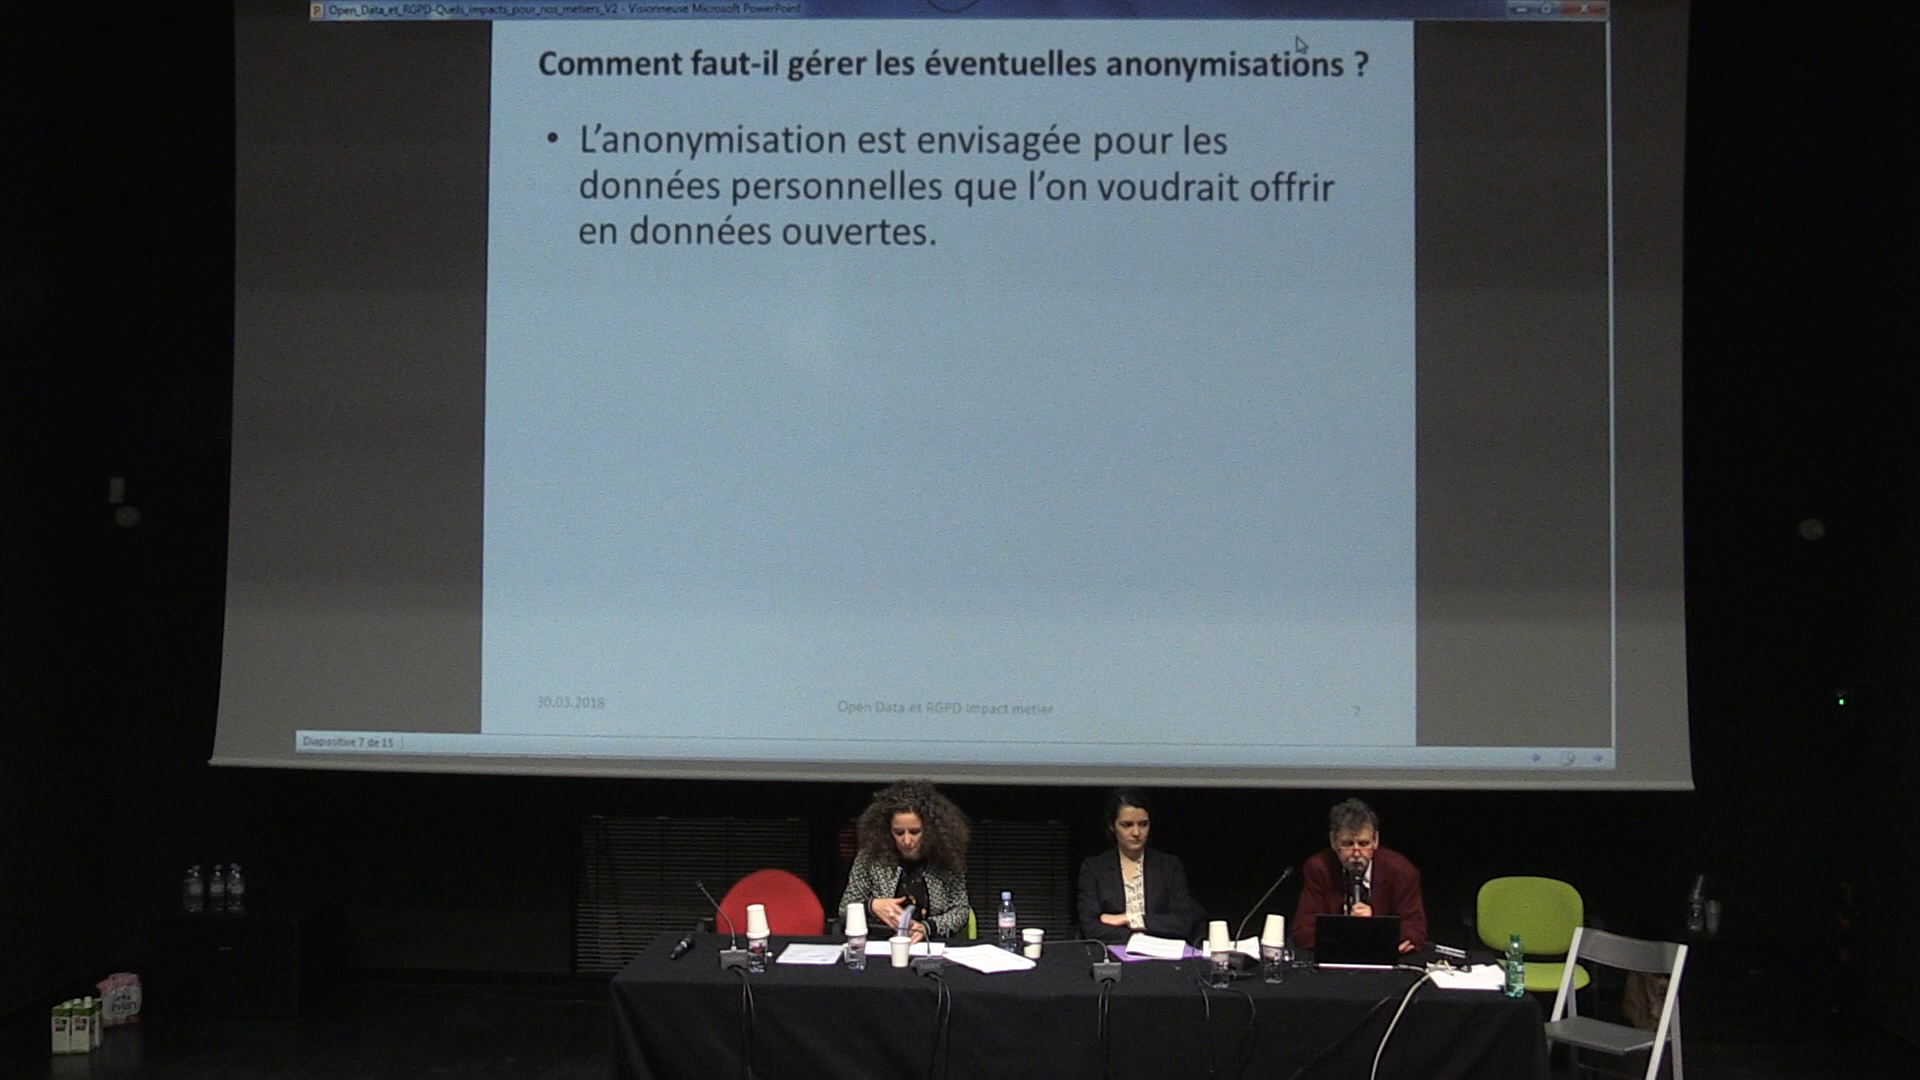 Open_Data_et_RGPD-Quels_impacts_pour_nos_metiers_V2 - Visionneuse Microsoft PowerPoint
Comment faut-il gérer les éventuelles anonymisations ?
• L’anonymisation est envisagée pour les
données personnelles que l’on voudrait offrir
en données ouvertes.
30.03.2018
Open Data et RGPD impact metier
7
Diapositive 7 de 15
evian